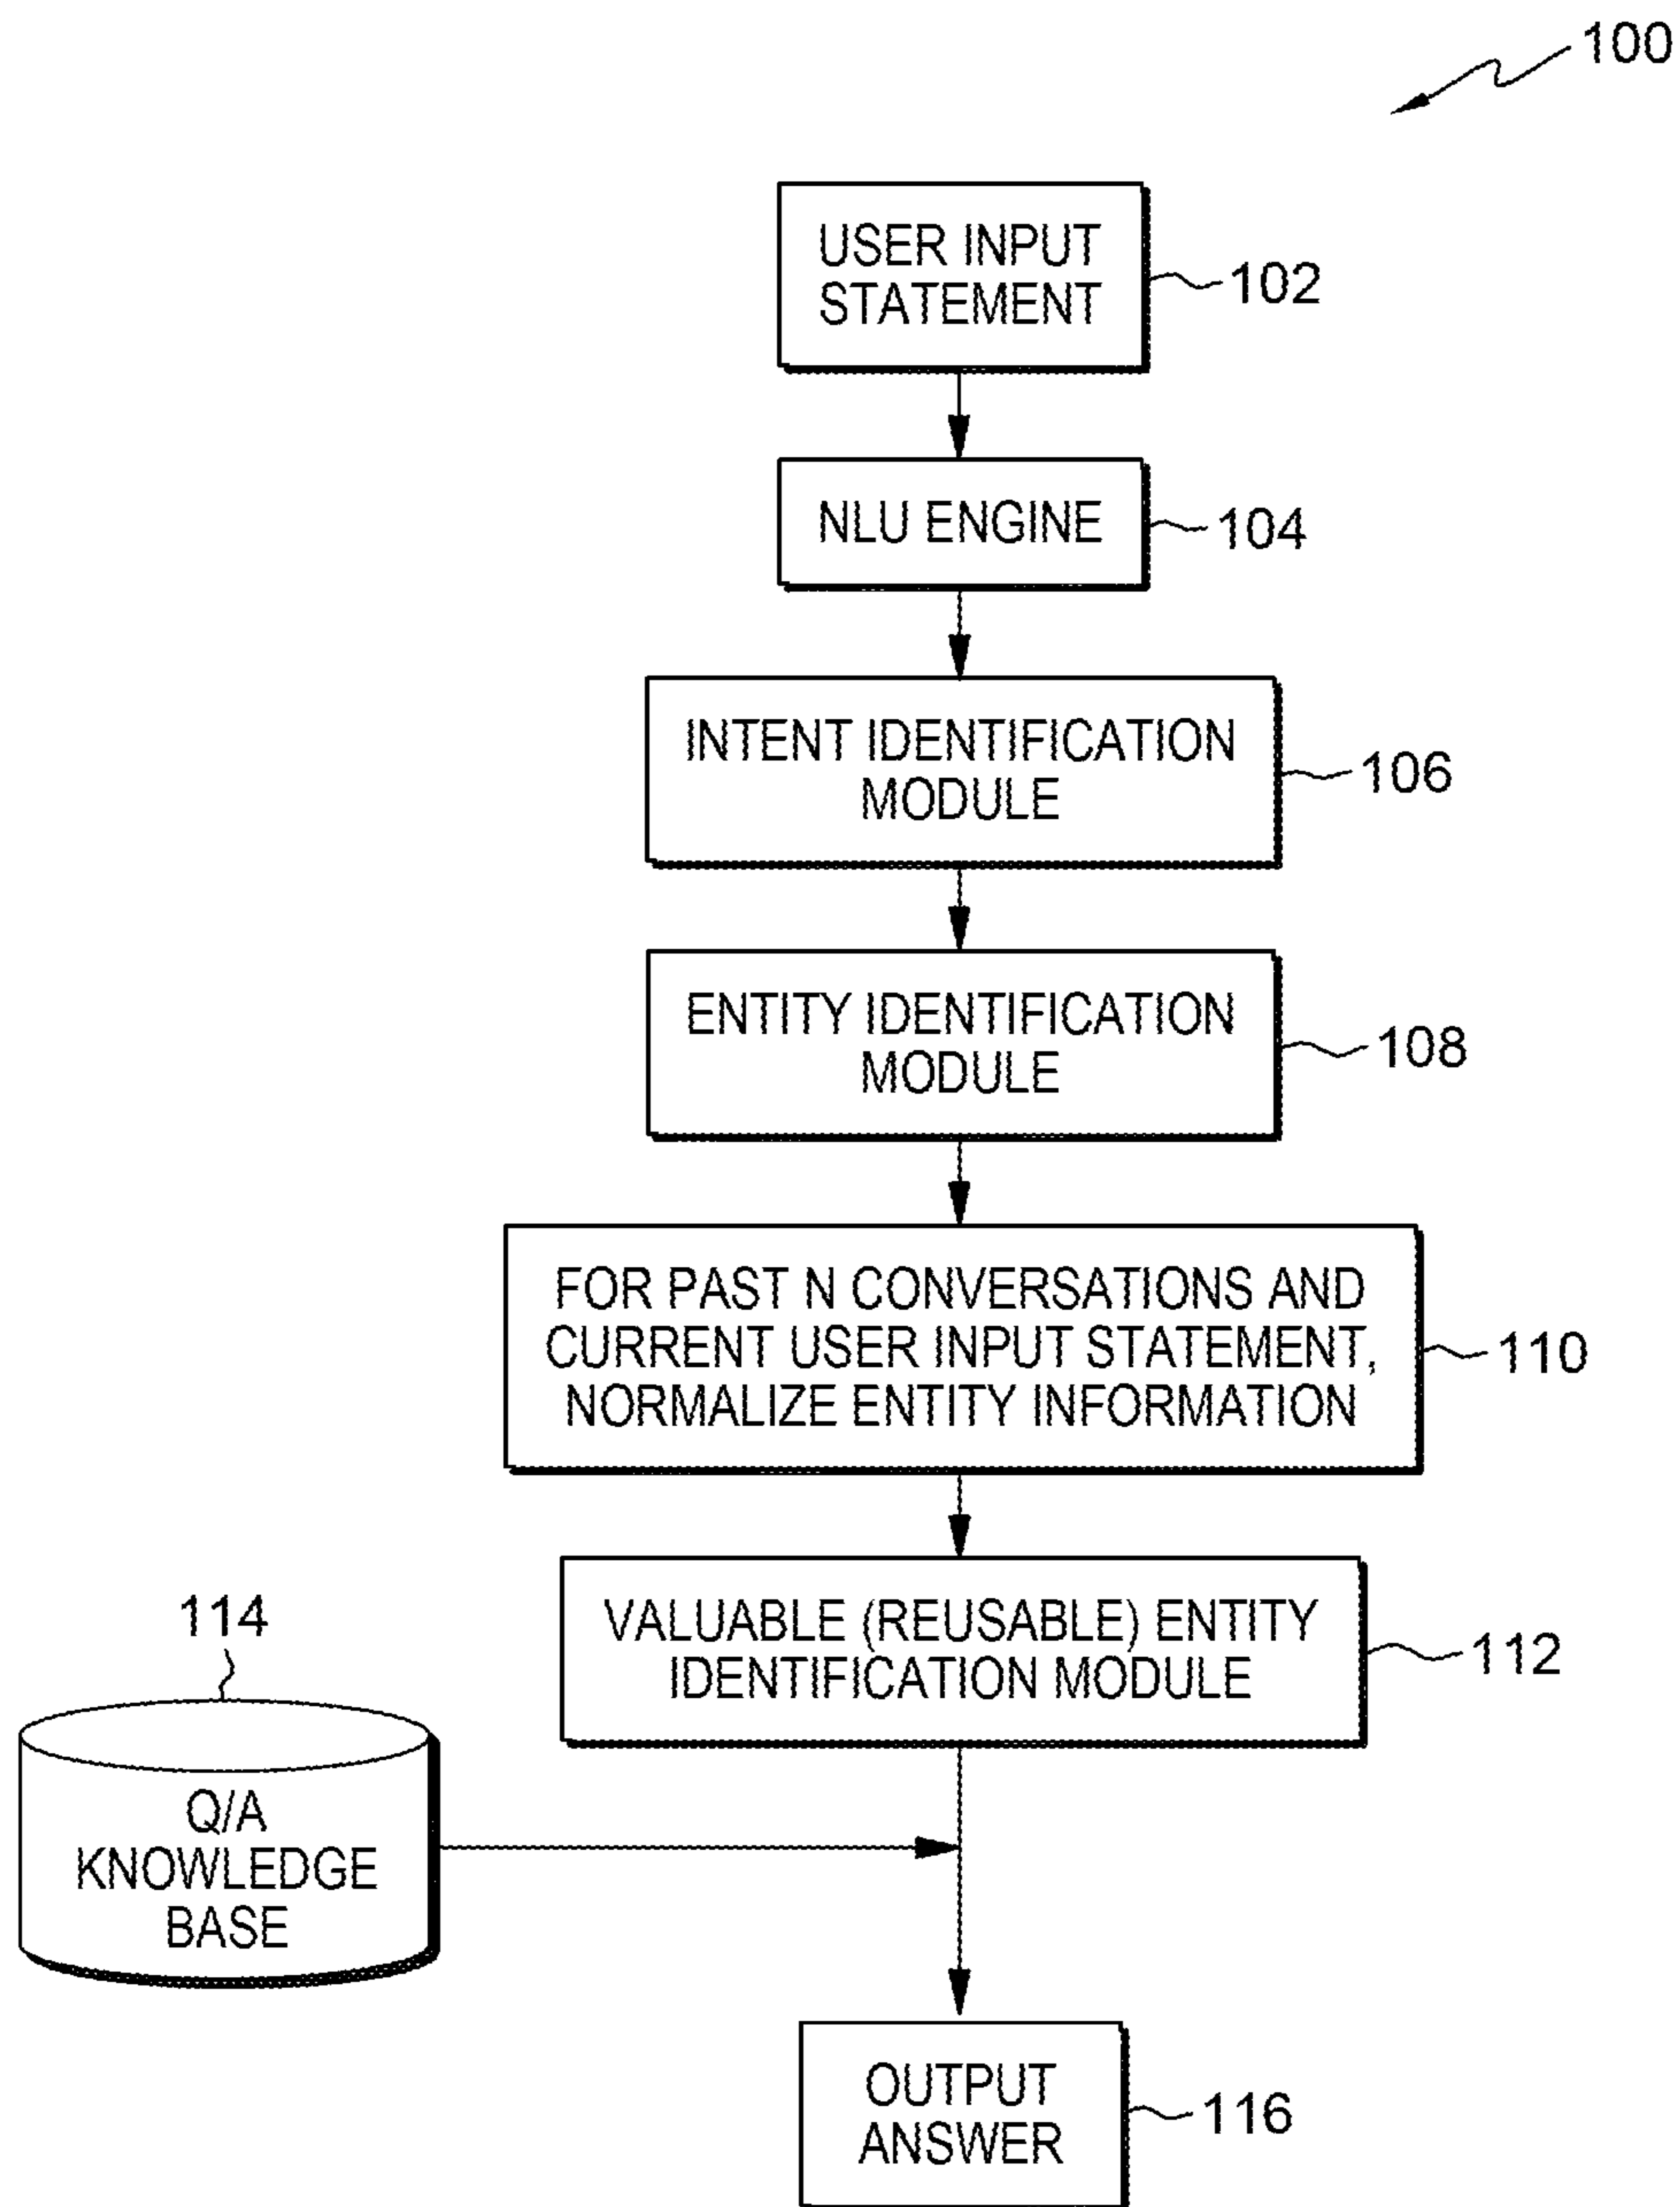 100
USER INPUT
STATEMENT
102
NLU ENGINE
104
INTENT IDENTIFICATION
MODULE
106
ENTITY IDENTIFICATION
MODULE
108
FOR PAST N CONVERSATIONS AND
CURRENT USER INPUT STATEMENT,
NORMALIZE ENTITY INFORMATION
110
VALUABLE (REUSABLE) ENTITY
IDENTIFICATION MODULE
112
114
Q/A
KNOWLEDGE
BASE
OUTPUT
ANSWER
116